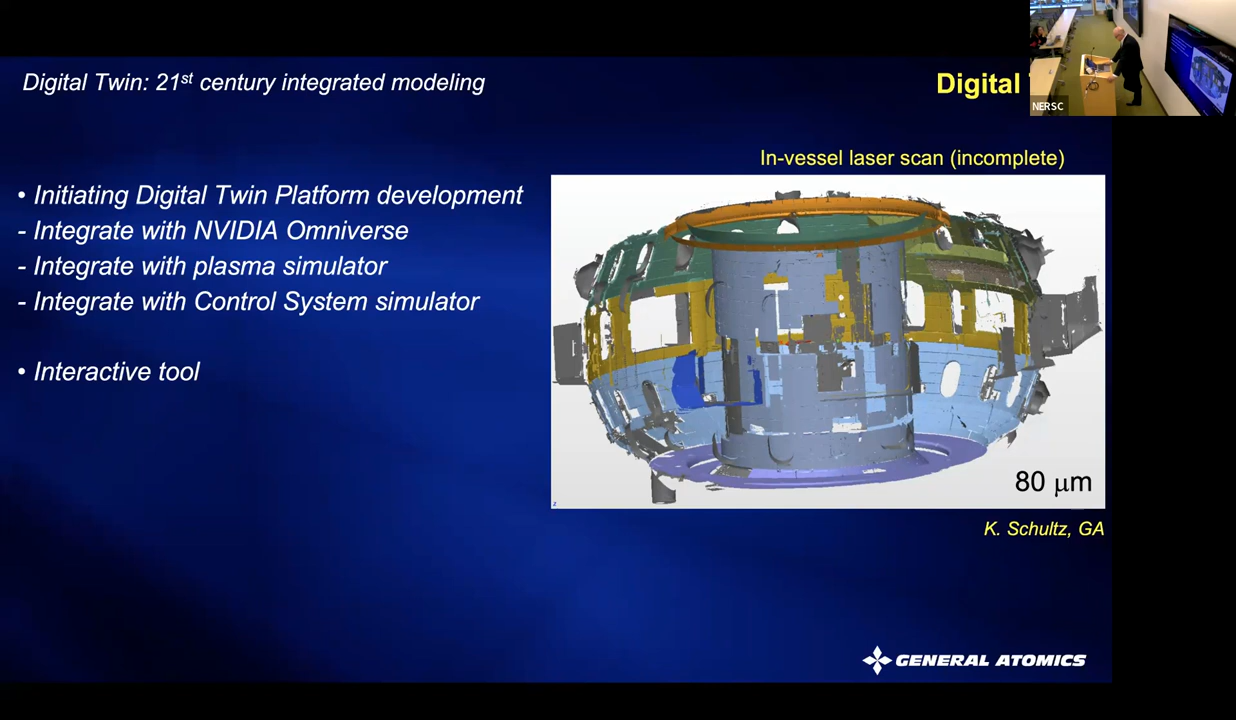 Digital Twin: 21st century integrated modeling
Digital
NERSC
In-vessel laser scan (incomplete)
• Initiating Digital Twin Platform development
- Integrate with NVIDIA Omniverse
- Integrate with plasma simulator
- Integrate with Control System simulator
• Interactive tool
80 μm
K. Schultz, GA
GENERAL ATOMICS